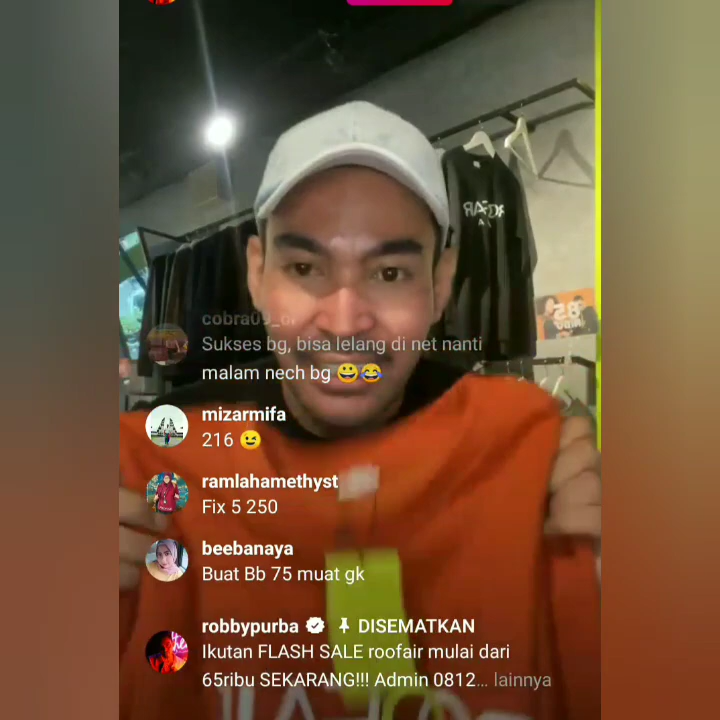 cobra09_
Sukses bg, bisa lelang di net nanti
malam nech bg 😀😂
mizarmifa
216 😉
ramlahamethyst
Fix 5 250
beebanaya
Buat Bb 75 muat gk
robbypurba DISEMATKAN
Ikutan FLASH SALE roofair mulai dari
65ribu SEKARANG!!! Admin 0812... lainnya